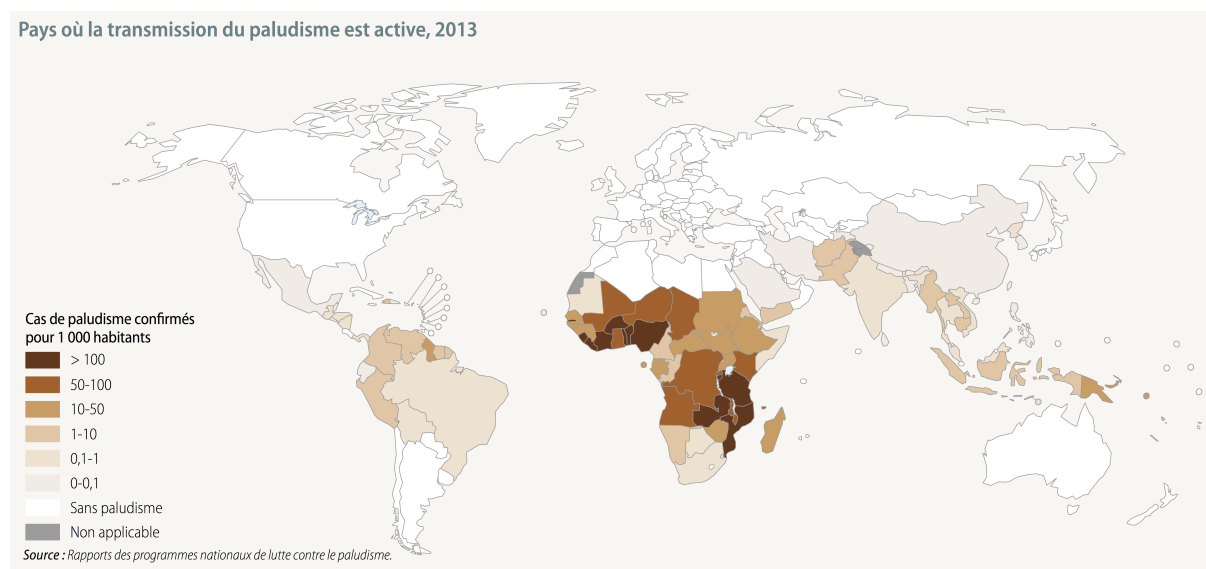 Pays où la transmission du paludisme est active, 2013
Cas de paludisme confirmés
pour 1 000 habitants
> 100
50-100
10-50
1-10
0,1-1
0-0,1
Sans paludisme
Non applicable
Source : Rapports des programmes nationaux de lutte contre le paludisme.